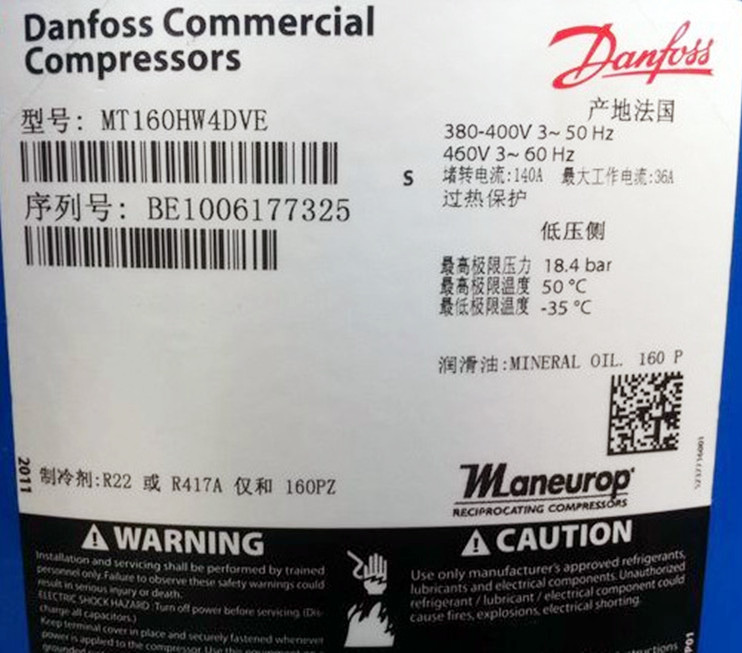 Danfoss Commercial
Compressors
Danfoss
型号: MT160HW4DVE
产地法国
380-400V 3~ 50 Hz
460V 3~ 60 Hz
S
堵转电流:140A 最大工作电流:36A
过热保护
序列号: BE1006177325
低压侧
最高极限压力 18.4 bar
最高极限温度 50 °C
最低极限温度 -35 °C
润滑油:MINERAL OIL. 160 P
2011
制冷剂:R22 或 R417A 仅和 160PZ
Maneurop
RECIPROCATING COMPRESSORS
WARNING
Installation and servicing shall be performed by trained
personnel only. Failure to observe these safety warnings could
result in serious injury or death.
ELECTRIC SHOCK HAZARD: Turn off power before servicing. (Dis-
charge all capacitors.)
Keep terminal cover in place and securely fastened whenever
power is applied to the compressor. Use this
grounded
CAUTION
Use only manufacturer's approved refrigerants,
lubricants and electrical components. Unauthorized
refrigerant / lubricant / electrical component could
cause fires, explosions, electrical shorting.
P01